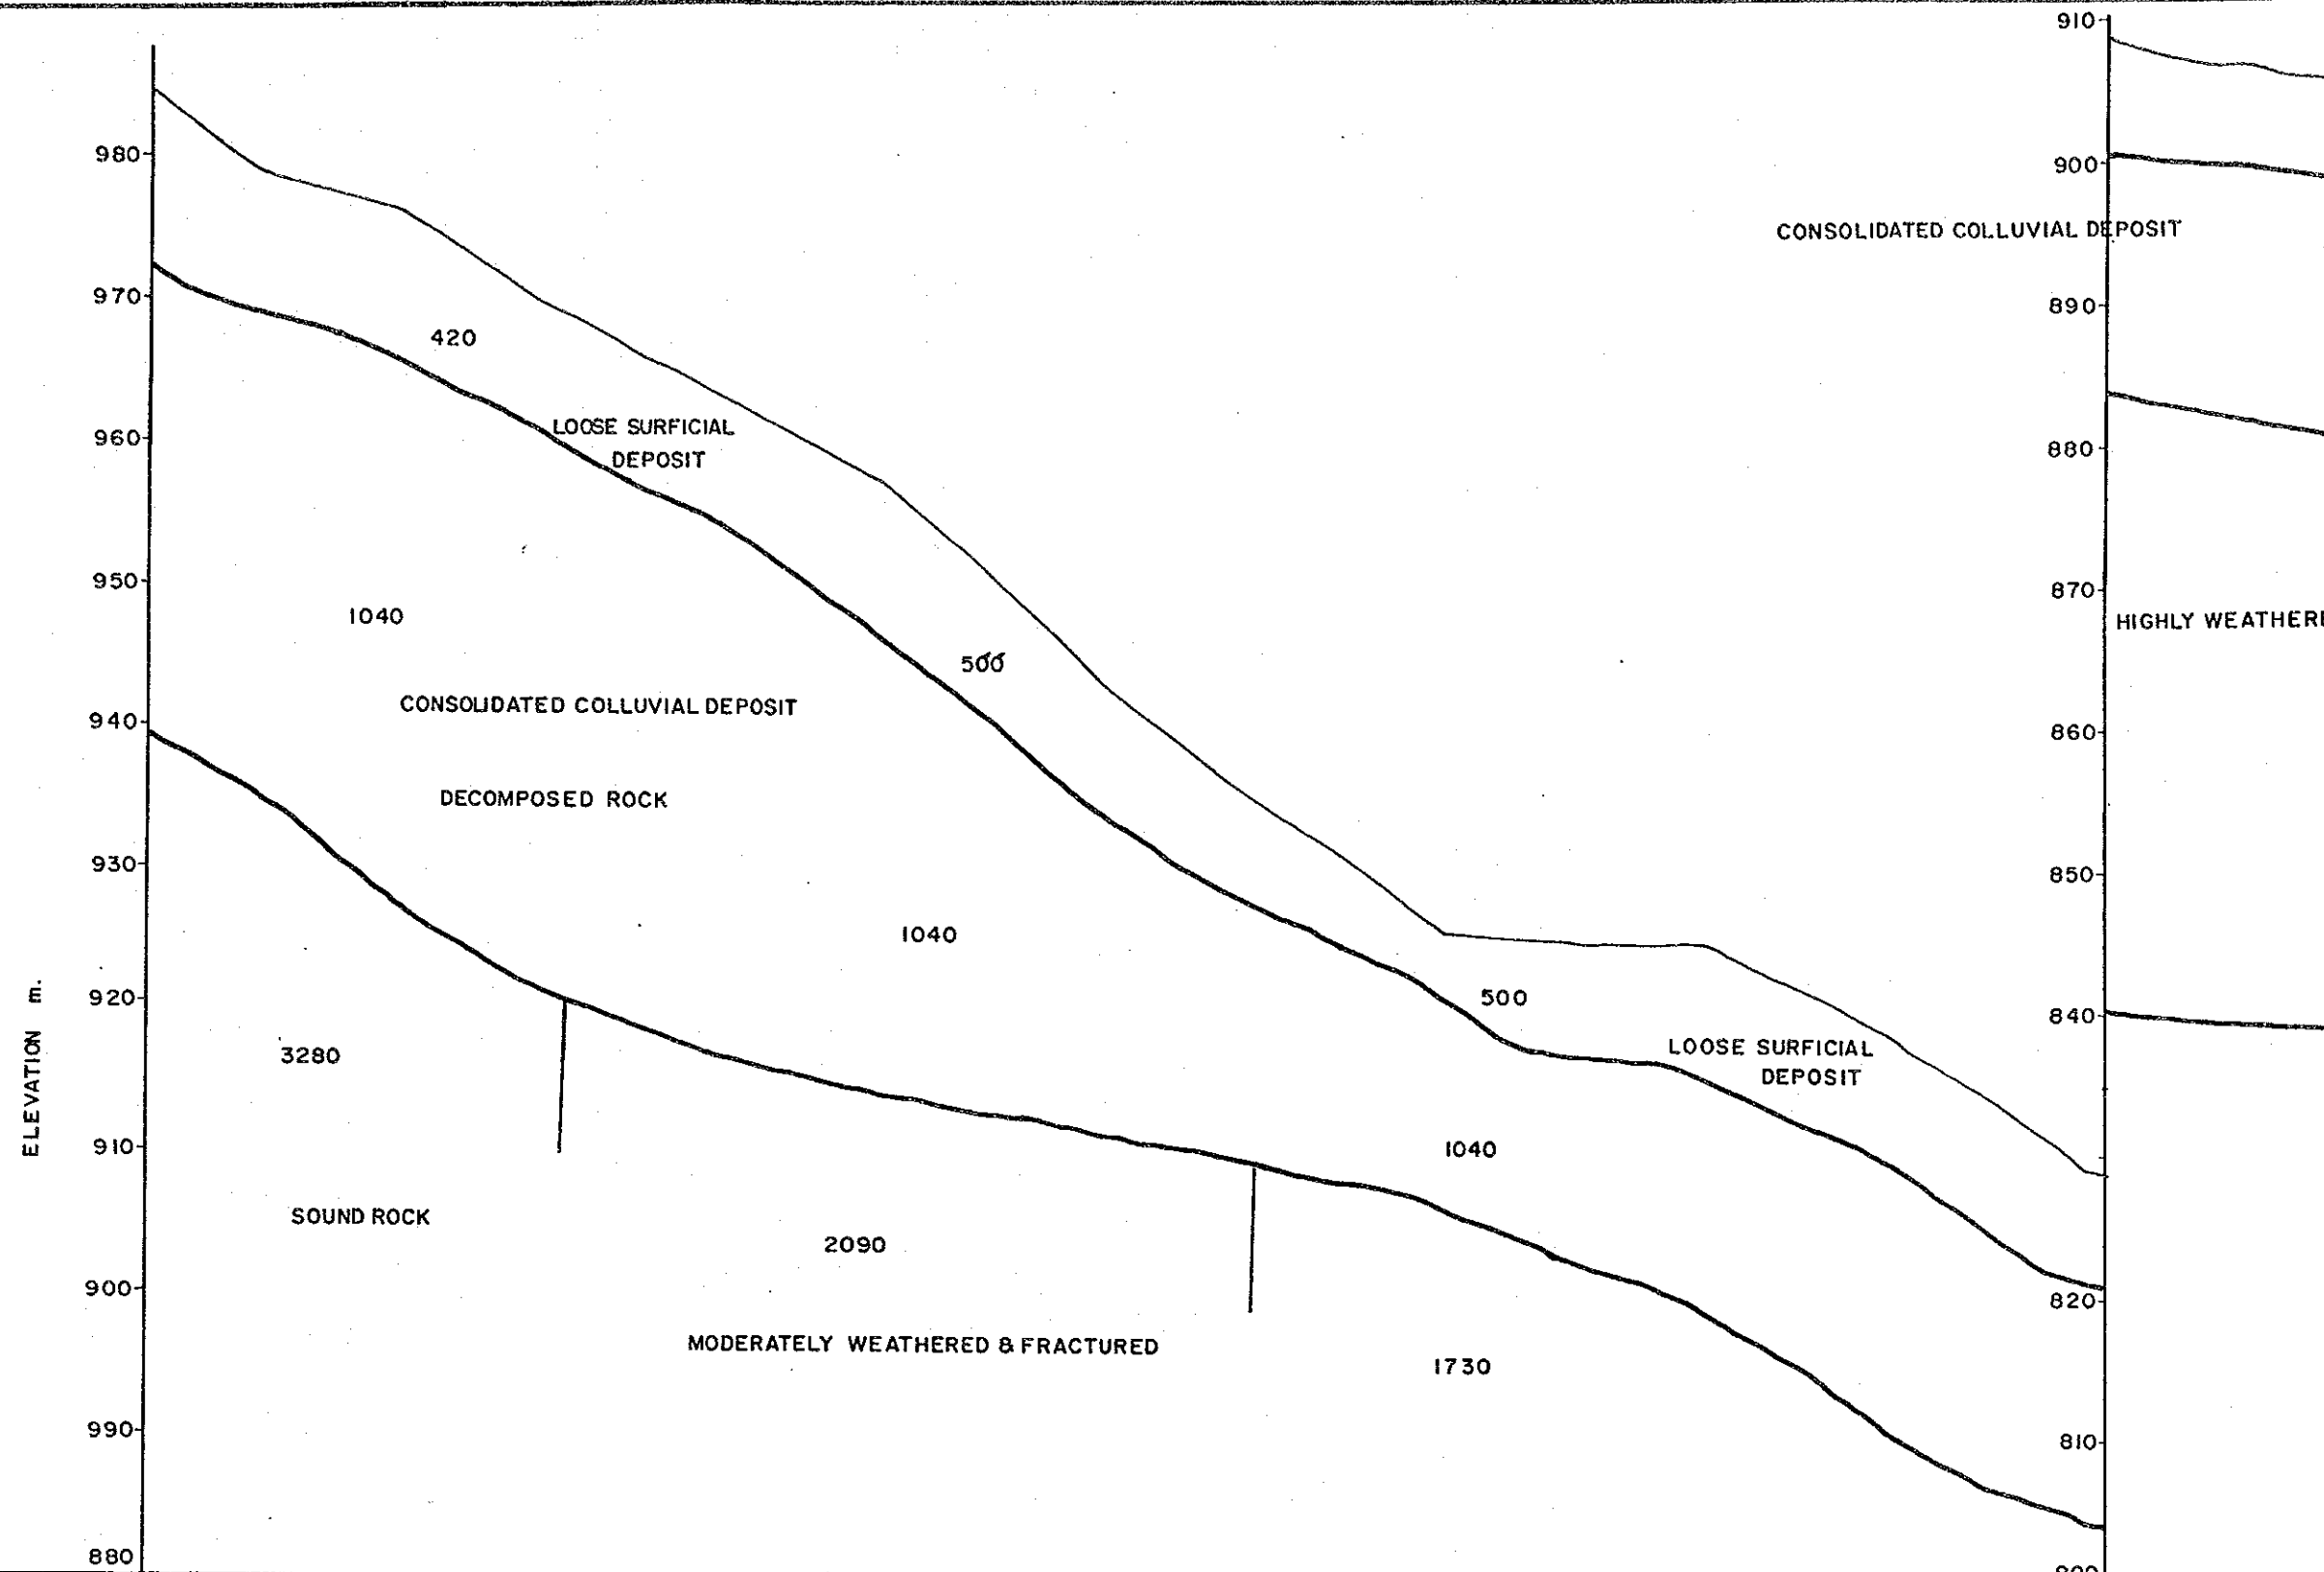 910
980
900
CONSOLIDATED COLLUVIAL DEPOSIT
970
890
420
LOOSE SURFICIAL
DEPOSIT
960
880
950
870
1040
HIGHLY WEATHER
500
CONSOLIDATED COLLUVIAL DEPOSIT
940
860
DECOMPOSED ROCK
930
850
1040
ELEVATION m.
920
500
840
3280
LOOSE SURFICIAL
DEPOSIT
910
1040
SOUND ROCK
2090
900
820
MODERATELY WEATHERED & FRACTURED
1730
990
810
880